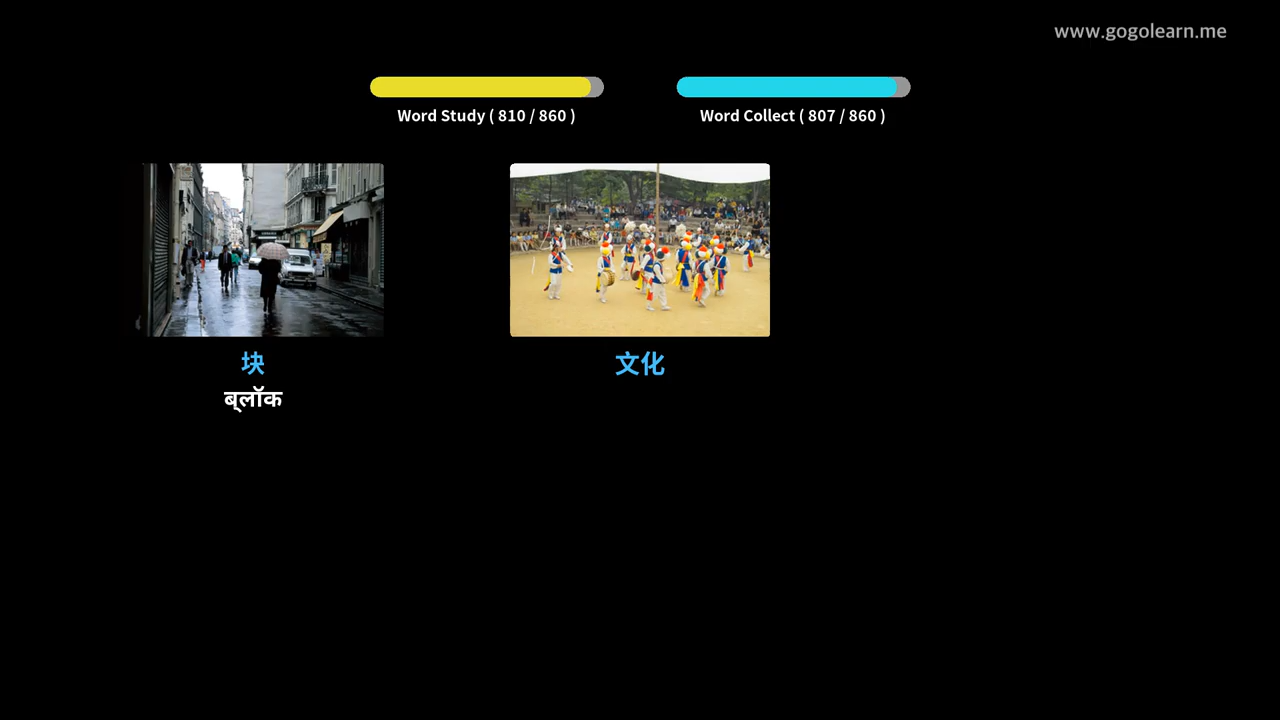 www.gogolearn.me
Word Study ( 810 / 860 )
Word Collect ( 807 / 860 )
块
文化
ब्लॉक